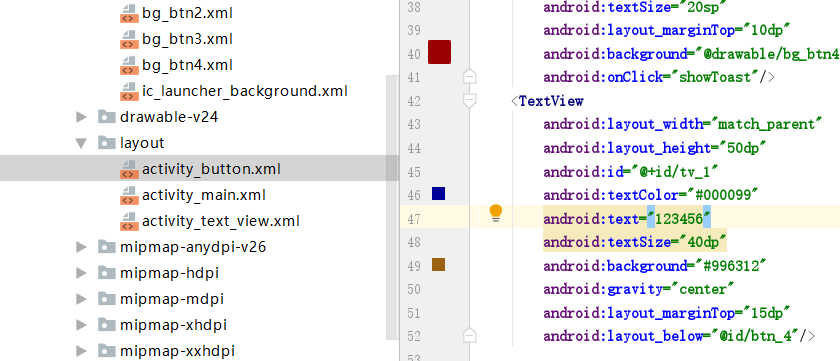 bg_btn2.xml
bg_btn3.xml
bg_btn4.xml
ic_launcher_background.xml
drawable-v24
layout
activity_button.xml
activity_main.xml
activity_text_view.xml
mipmap-anydpi-v26
mipmap-hdpi
mipmap-mdpi
mipmap-xhdpi
mipmap-xxhdpi
38 android:textSize="20sp"
39 android:layout_marginTop="10dp"
40 android:background="@drawable/bg_btn4
41 android:onClick="showToast"/>
42 <TextView
43 android:layout_width="match_parent"
44 android:layout_height="50dp"
45 android:id="@+id/tv_1"
46 android:textColor="#000099"
47 android:text="123456"
48 android:textSize="40dp"
49 android:background="#996312"
50 android:gravity="center"
51 android:layout_marginTop="15dp"
52 android:layout_below="@id/btn_4"/>
53